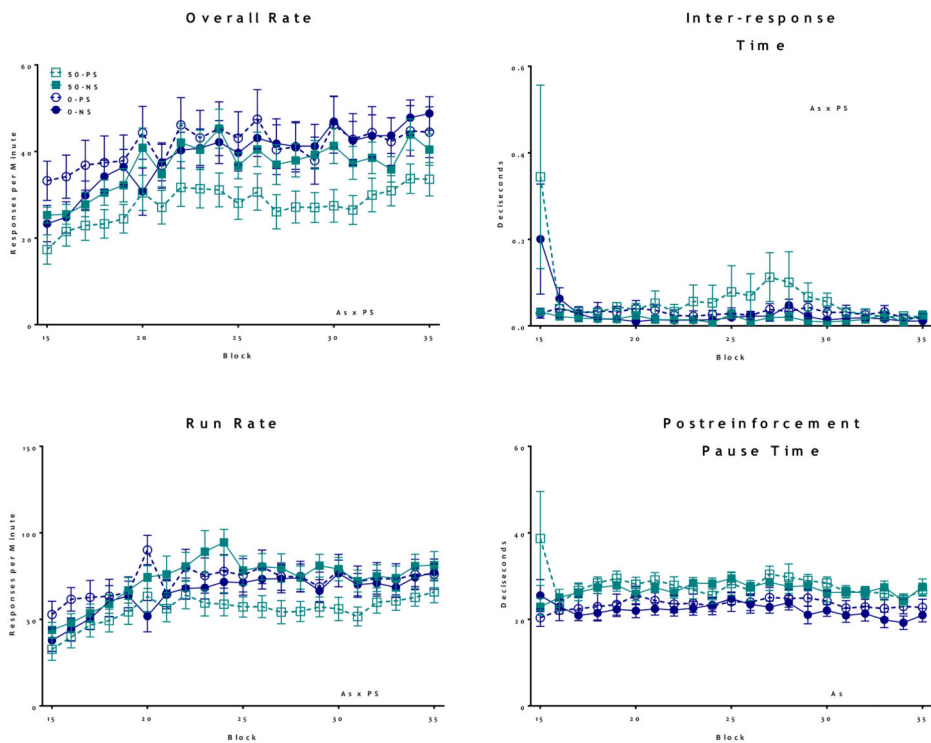 Overall Rate
60
50-PS
50-NS
0-PS
0-NS
40
Responses per Minute
20
As x PS
0
15
20
25
30
35
Block
Inter-response
Time
0.6
As x PS
0.4
Deciseconds
0.2
0.0
15
20
25
30
35
Block
Run Rate
150
100
Responses per Minute
50
As x PS
0
15
20
25
30
35
Block
Postreinforcement
Pause Time
60
40
Deciseconds
20
As
0
15
20
25
30
35
Block